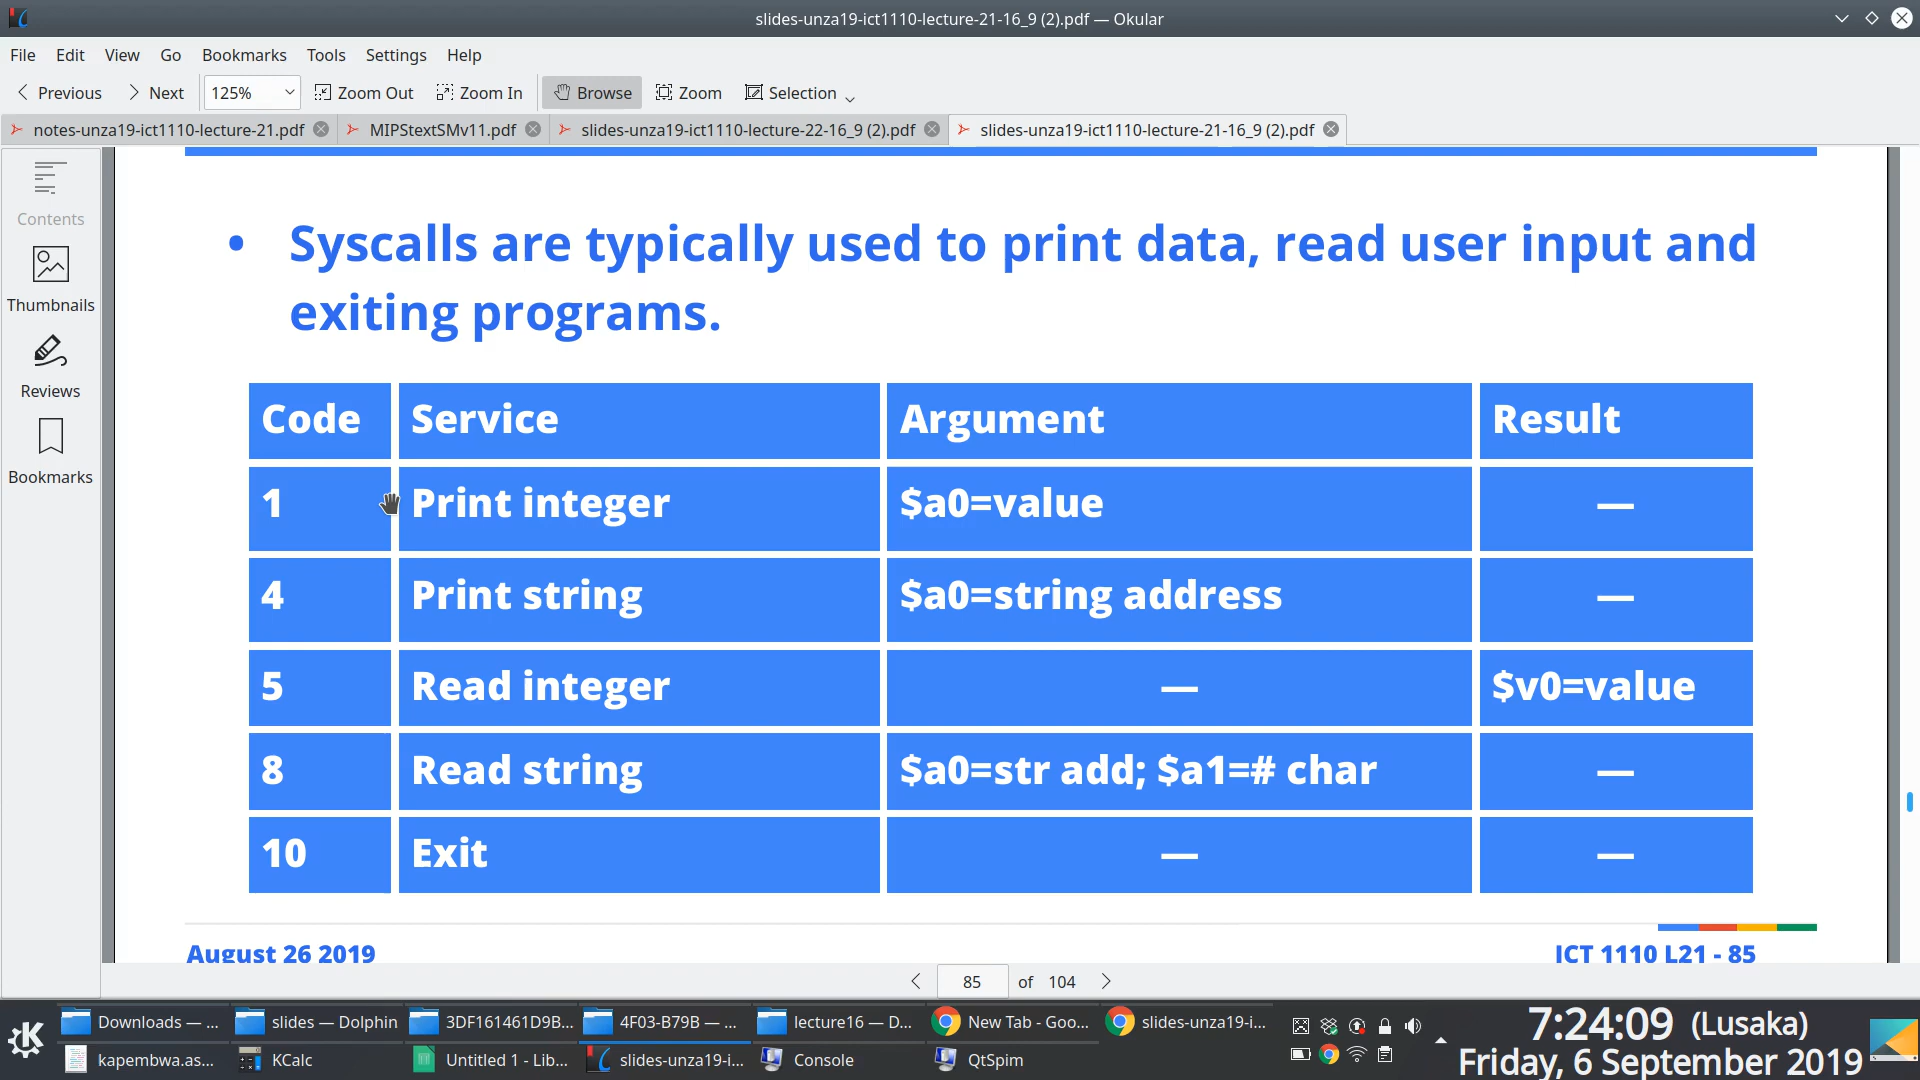 slides-unza19-ict1110-lecture-21-16_9 (2).pdf — Okular
File Edit View Go Bookmarks Tools Settings Help
Previous Next 125% Zoom Out Zoom In Browse Zoom Selection
notes-unza19-ict1110-lecture-21.pdf MIPStextSMv11.pdf slides-unza19-ict1110-lecture-22-16_9 (2).pdf slides-unza19-ict1110-lecture-21-16_9 (2).pdf
Contents
Thumbnails
Reviews
Bookmarks
• Syscalls are typically used to print data, read user input and
exiting programs.
Code Service Argument Result
1 Print integer $a0=value —
4 Print string $a0=string address —
5 Read integer — $v0=value
8 Read string $a0=str add; $a1=# char —
10 Exit — —
August 26 2019 ICT 1110 L21 - 85
85 of 104
Downloads — ... slides — Dolphin 3DF161461D9B... 4F03-B79B — ... lecture16 — D... New Tab - Goo... slides-unza19-i...
kapembwa.as... KCalc Untitled 1 - Lib... slides-unza19-i... Console QtSpim
7:24:09 (Lusaka)
Friday, 6 September 2019